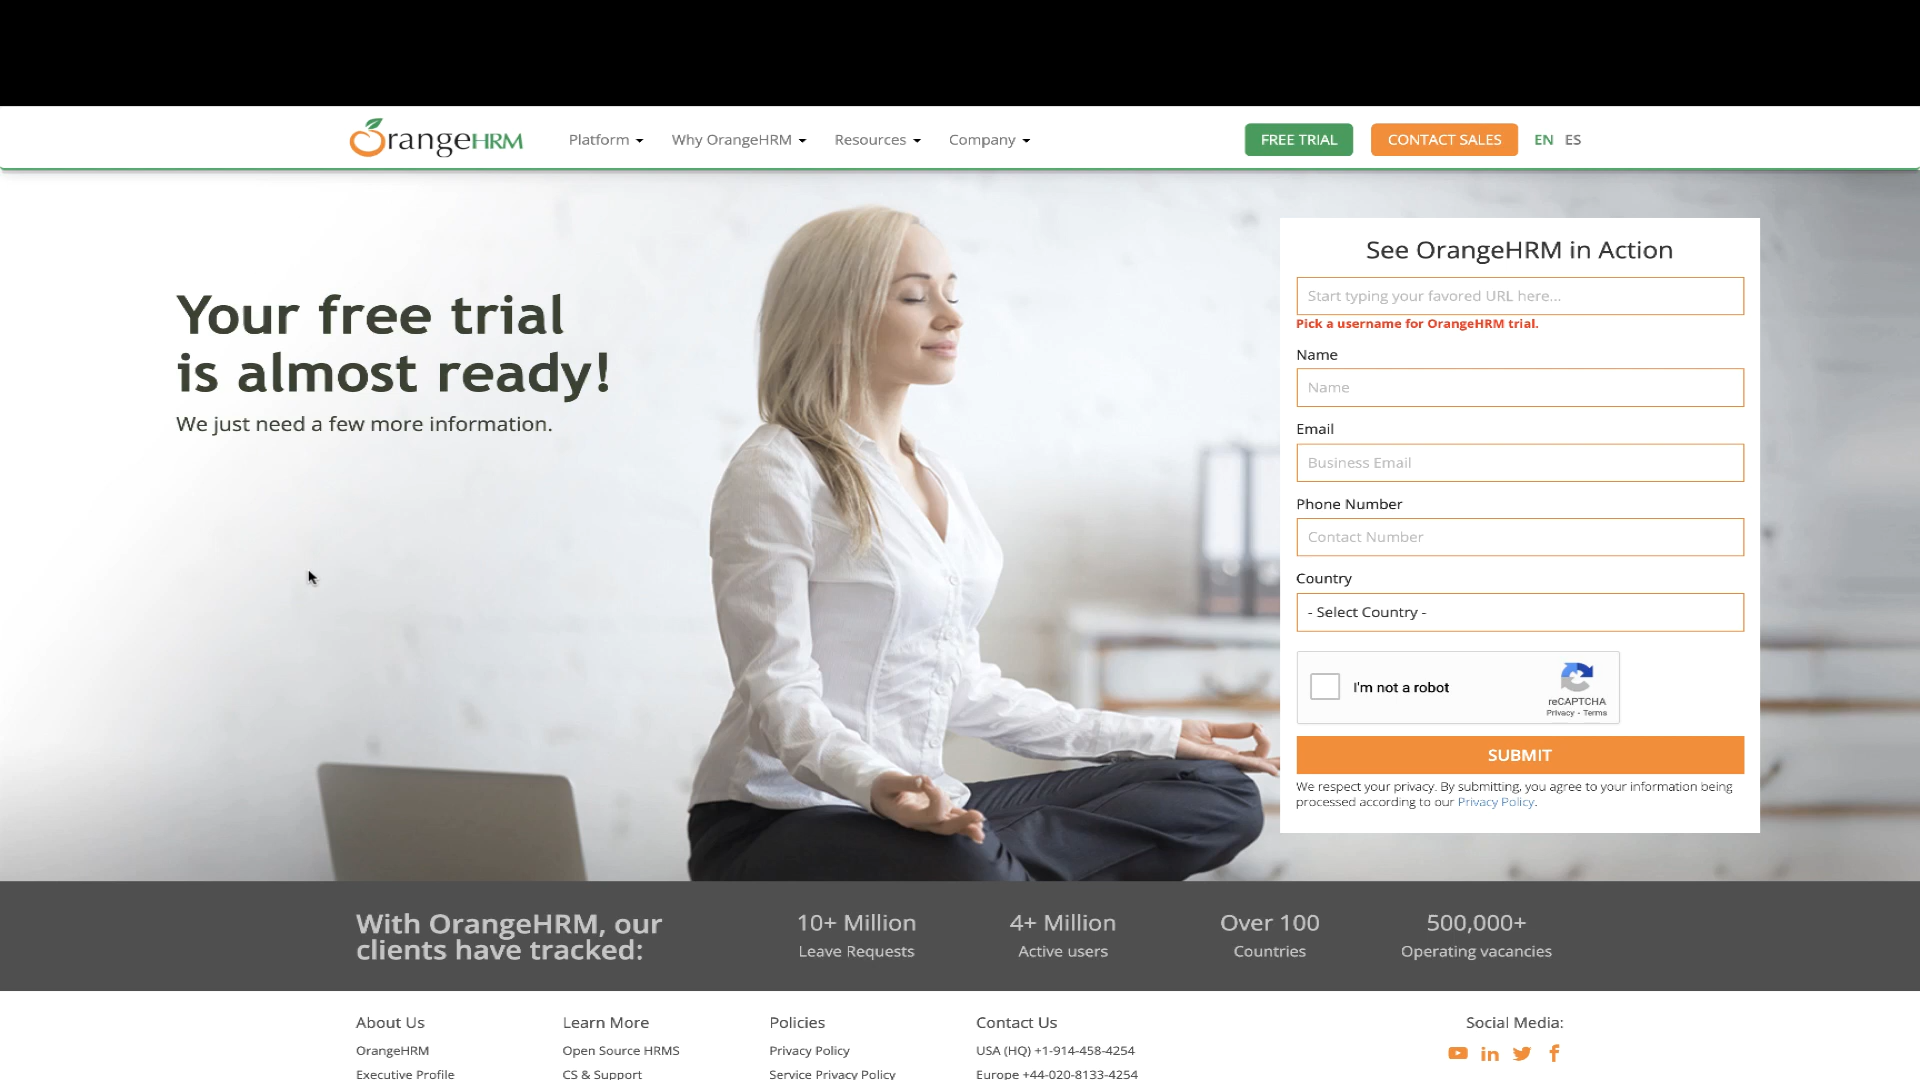 OrangeHRM
Platform
Why OrangeHRM
Resources
Company
FREE TRIAL
CONTACT SALES
EN ES
Your free trial
is almost ready!
We just need a few more information.
See OrangeHRM in Action
Start typing your favored URL here...
Pick a username for OrangeHRM trial.
Name
Name
Email
Business Email
Phone Number
Contact Number
Country
- Select Country -
I'm not a robot
reCAPTCHA
Privacy - Terms
SUBMIT
We respect your privacy. By submitting, you agree to your information being
processed according to our Privacy Policy.
With OrangeHRM, our
clients have tracked:
10+ Million
Leave Requests
4+ Million
Active users
Over 100
Countries
500,000+
Operating vacancies
About Us
OrangeHRM
Executive Profile
Learn More
Open Source HRMS
CS & Support
Policies
Privacy Policy
Service Privacy Policy
Contact Us
USA (HQ) +1-914-458-4254
Europe +44-020-8133-4254
Social Media: